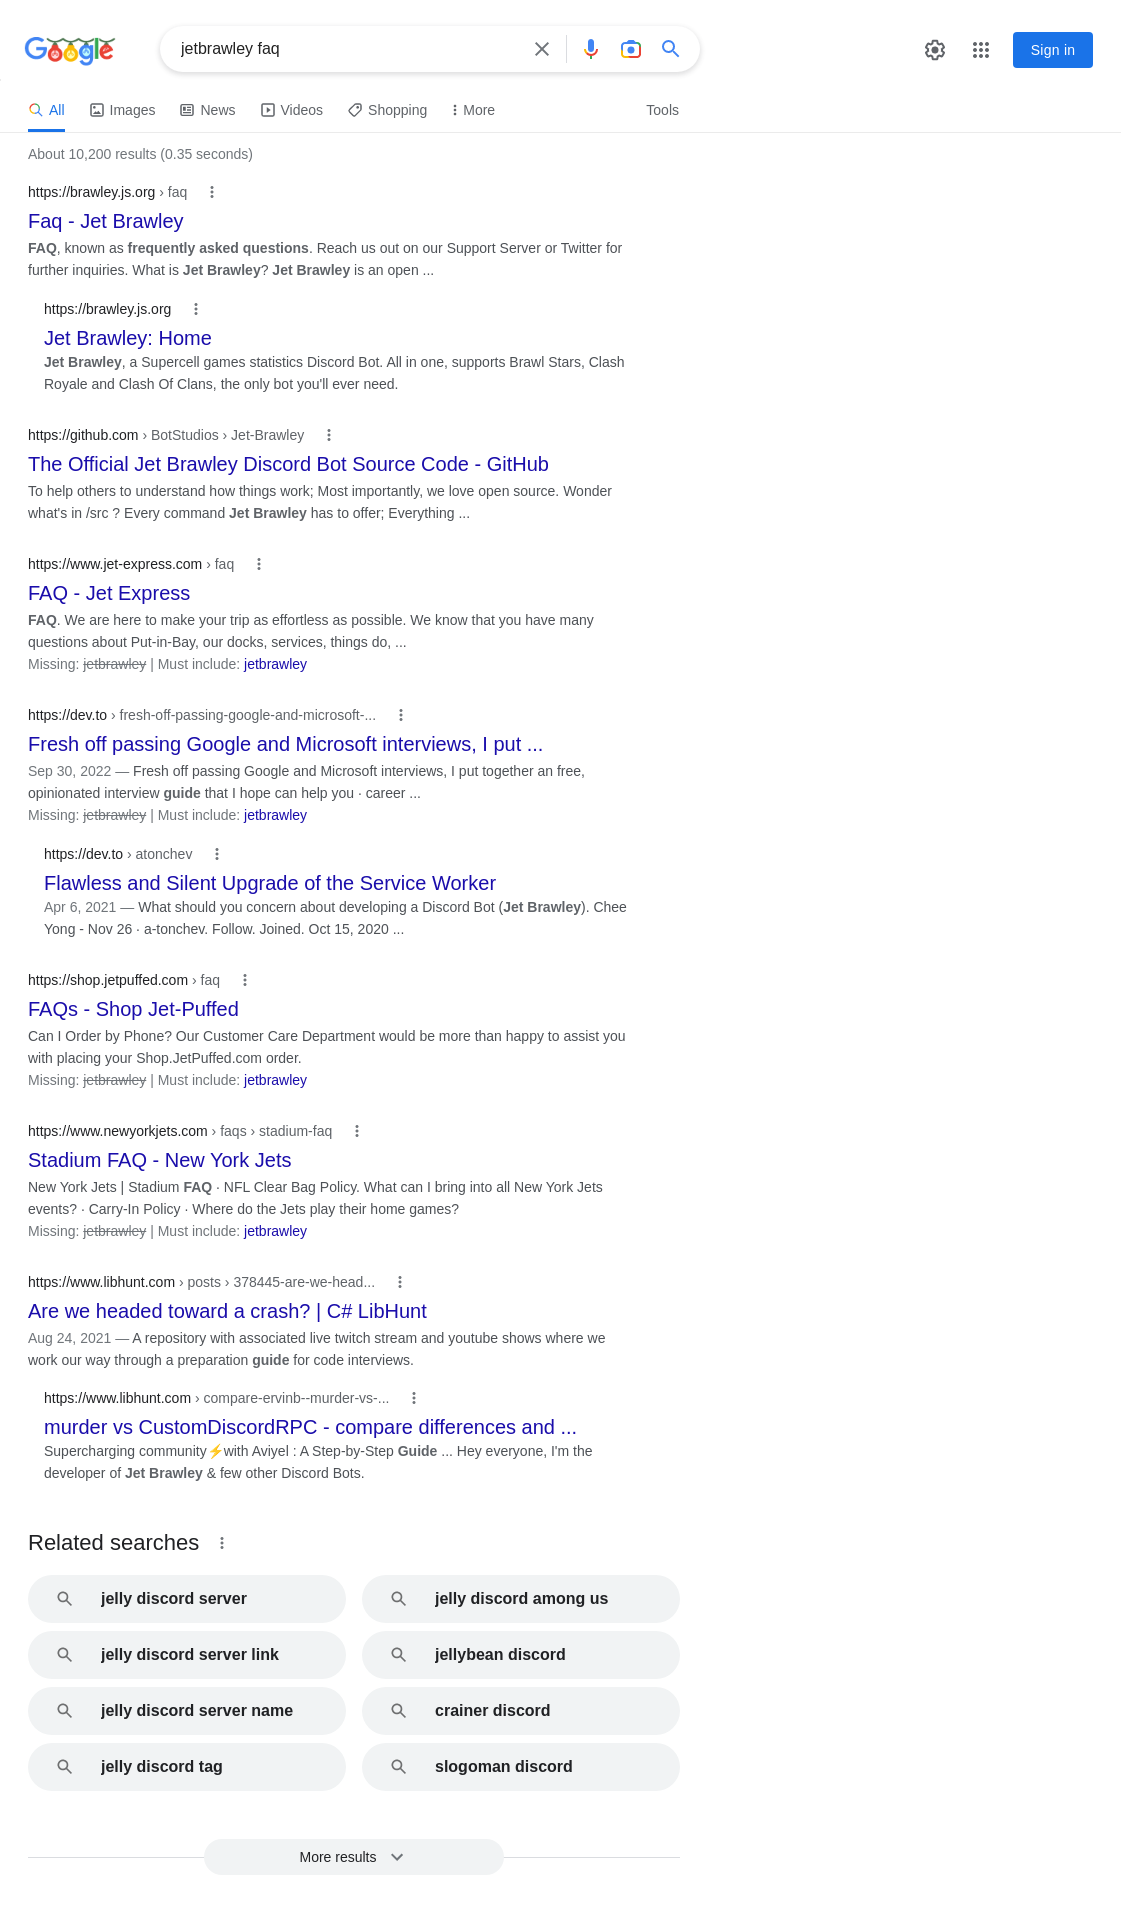 Google
jetbrawley faq
Sign in
All Images News Videos Shopping More Tools
About 10,200 results (0.35 seconds)
https://brawley.js.org › faq
Faq - Jet Brawley
FAQ, known as frequently asked questions. Reach us out on our Support Server or Twitter for
further inquiries. What is Jet Brawley? Jet Brawley is an open ...
https://brawley.js.org
Jet Brawley: Home
Jet Brawley, a Supercell games statistics Discord Bot. All in one, supports Brawl Stars, Clash
Royale and Clash Of Clans, the only bot you'll ever need.
https://github.com › BotStudios › Jet-Brawley
The Official Jet Brawley Discord Bot Source Code - GitHub
To help others to understand how things work; Most importantly, we love open source. Wonder
what's in /src ? Every command Jet Brawley has to offer; Everything ...
https://www.jet-express.com › faq
FAQ - Jet Express
FAQ. We are here to make your trip as effortless as possible. We know that you have many
questions about Put-in-Bay, our docks, services, things do, ...
Missing: jetbrawley | Must include: jetbrawley
https://dev.to › fresh-off-passing-google-and-microsoft-...
Fresh off passing Google and Microsoft interviews, I put ...
Sep 30, 2022 — Fresh off passing Google and Microsoft interviews, I put together an free,
opinionated interview guide that I hope can help you · career ...
Missing: jetbrawley | Must include: jetbrawley
https://dev.to › atonchev
Flawless and Silent Upgrade of the Service Worker
Apr 6, 2021 — What should you concern about developing a Discord Bot (Jet Brawley). Chee
Yong - Nov 26 · a-tonchev. Follow. Joined. Oct 15, 2020 ...
https://shop.jetpuffed.com › faq
FAQs - Shop Jet-Puffed
Can I Order by Phone? Our Customer Care Department would be more than happy to assist you
with placing your Shop.JetPuffed.com order.
Missing: jetbrawley | Must include: jetbrawley
https://www.newyorkjets.com › faqs › stadium-faq
Stadium FAQ - New York Jets
New York Jets | Stadium FAQ · NFL Clear Bag Policy. What can I bring into all New York Jets
events? · Carry-In Policy · Where do the Jets play their home games?
Missing: jetbrawley | Must include: jetbrawley
https://www.libhunt.com › posts › 378445-are-we-head...
Are we headed toward a crash? | C# LibHunt
Aug 24, 2021 — A repository with associated live twitch stream and youtube shows where we
work our way through a preparation guide for code interviews.
https://www.libhunt.com › compare-ervinb--murder-vs-...
murder vs CustomDiscordRPC - compare differences and ...
Supercharging community⚡with Aviyel : A Step-by-Step Guide ... Hey everyone, I'm the
developer of Jet Brawley & few other Discord Bots.
Related searches
jelly discord server
jelly discord among us
jelly discord server link
jellybean discord
jelly discord server name
crainer discord
jelly discord tag
slogoman discord
More results